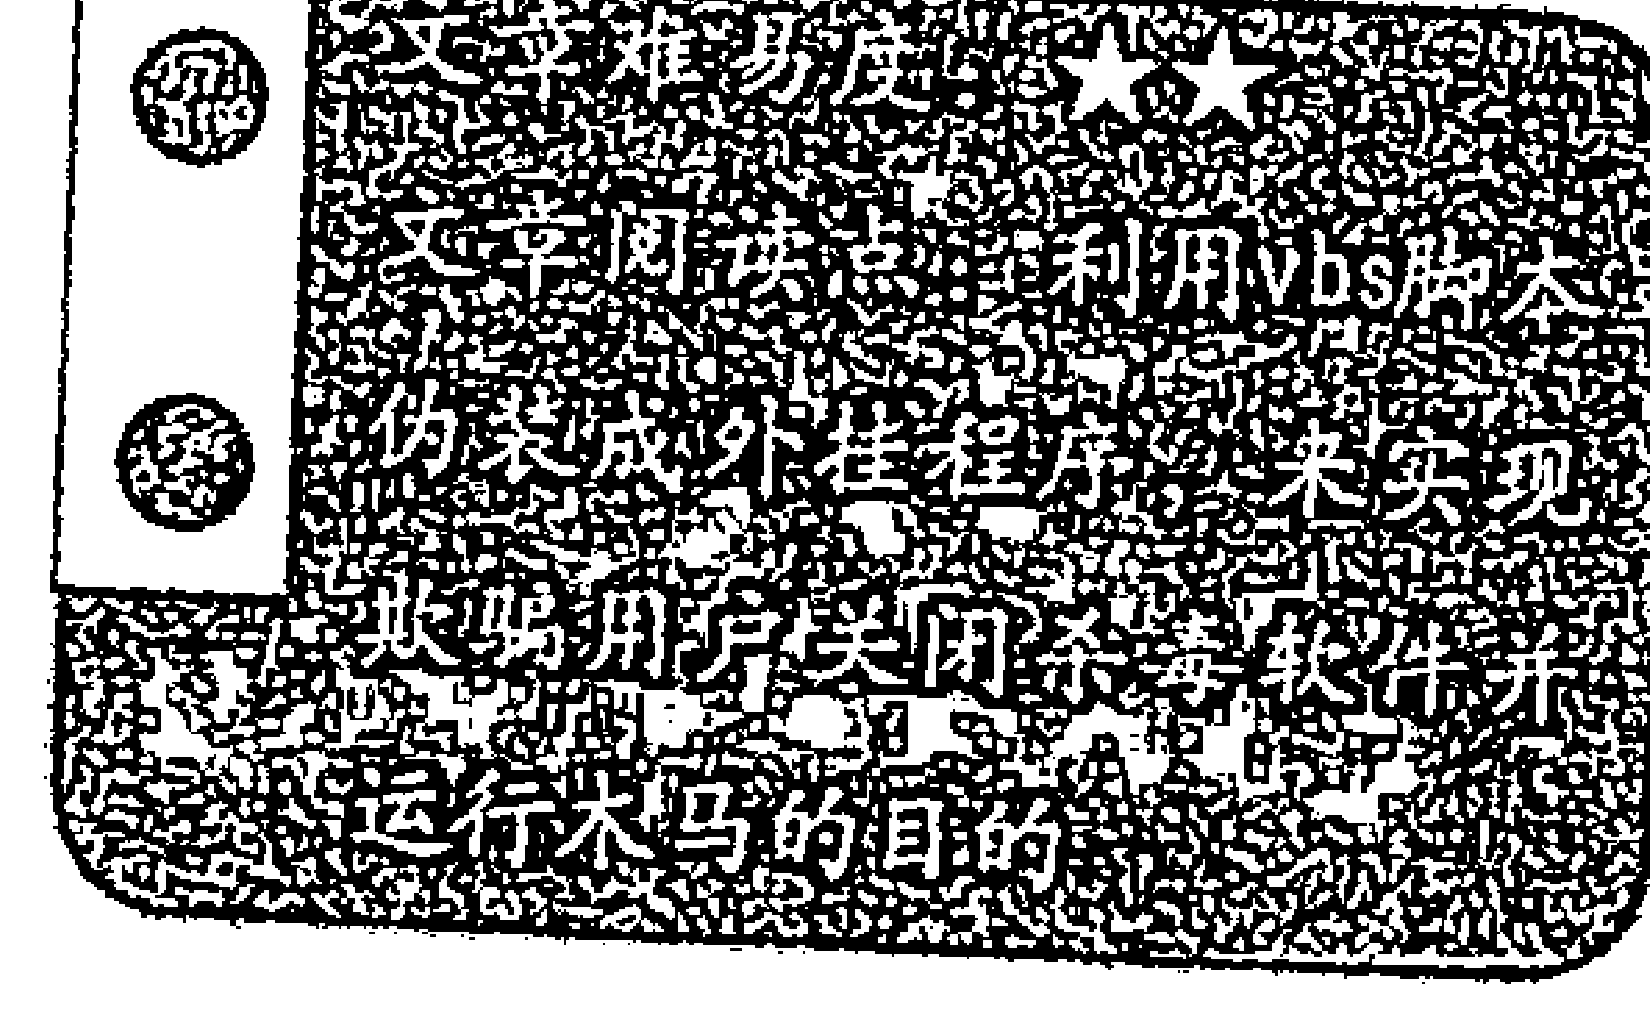 文章难易度：★★
文章阅读点：利用vbs脚本
伪装成外挂程序，来实现
欺骗用户关闭杀毒软件并
运行木马的目的